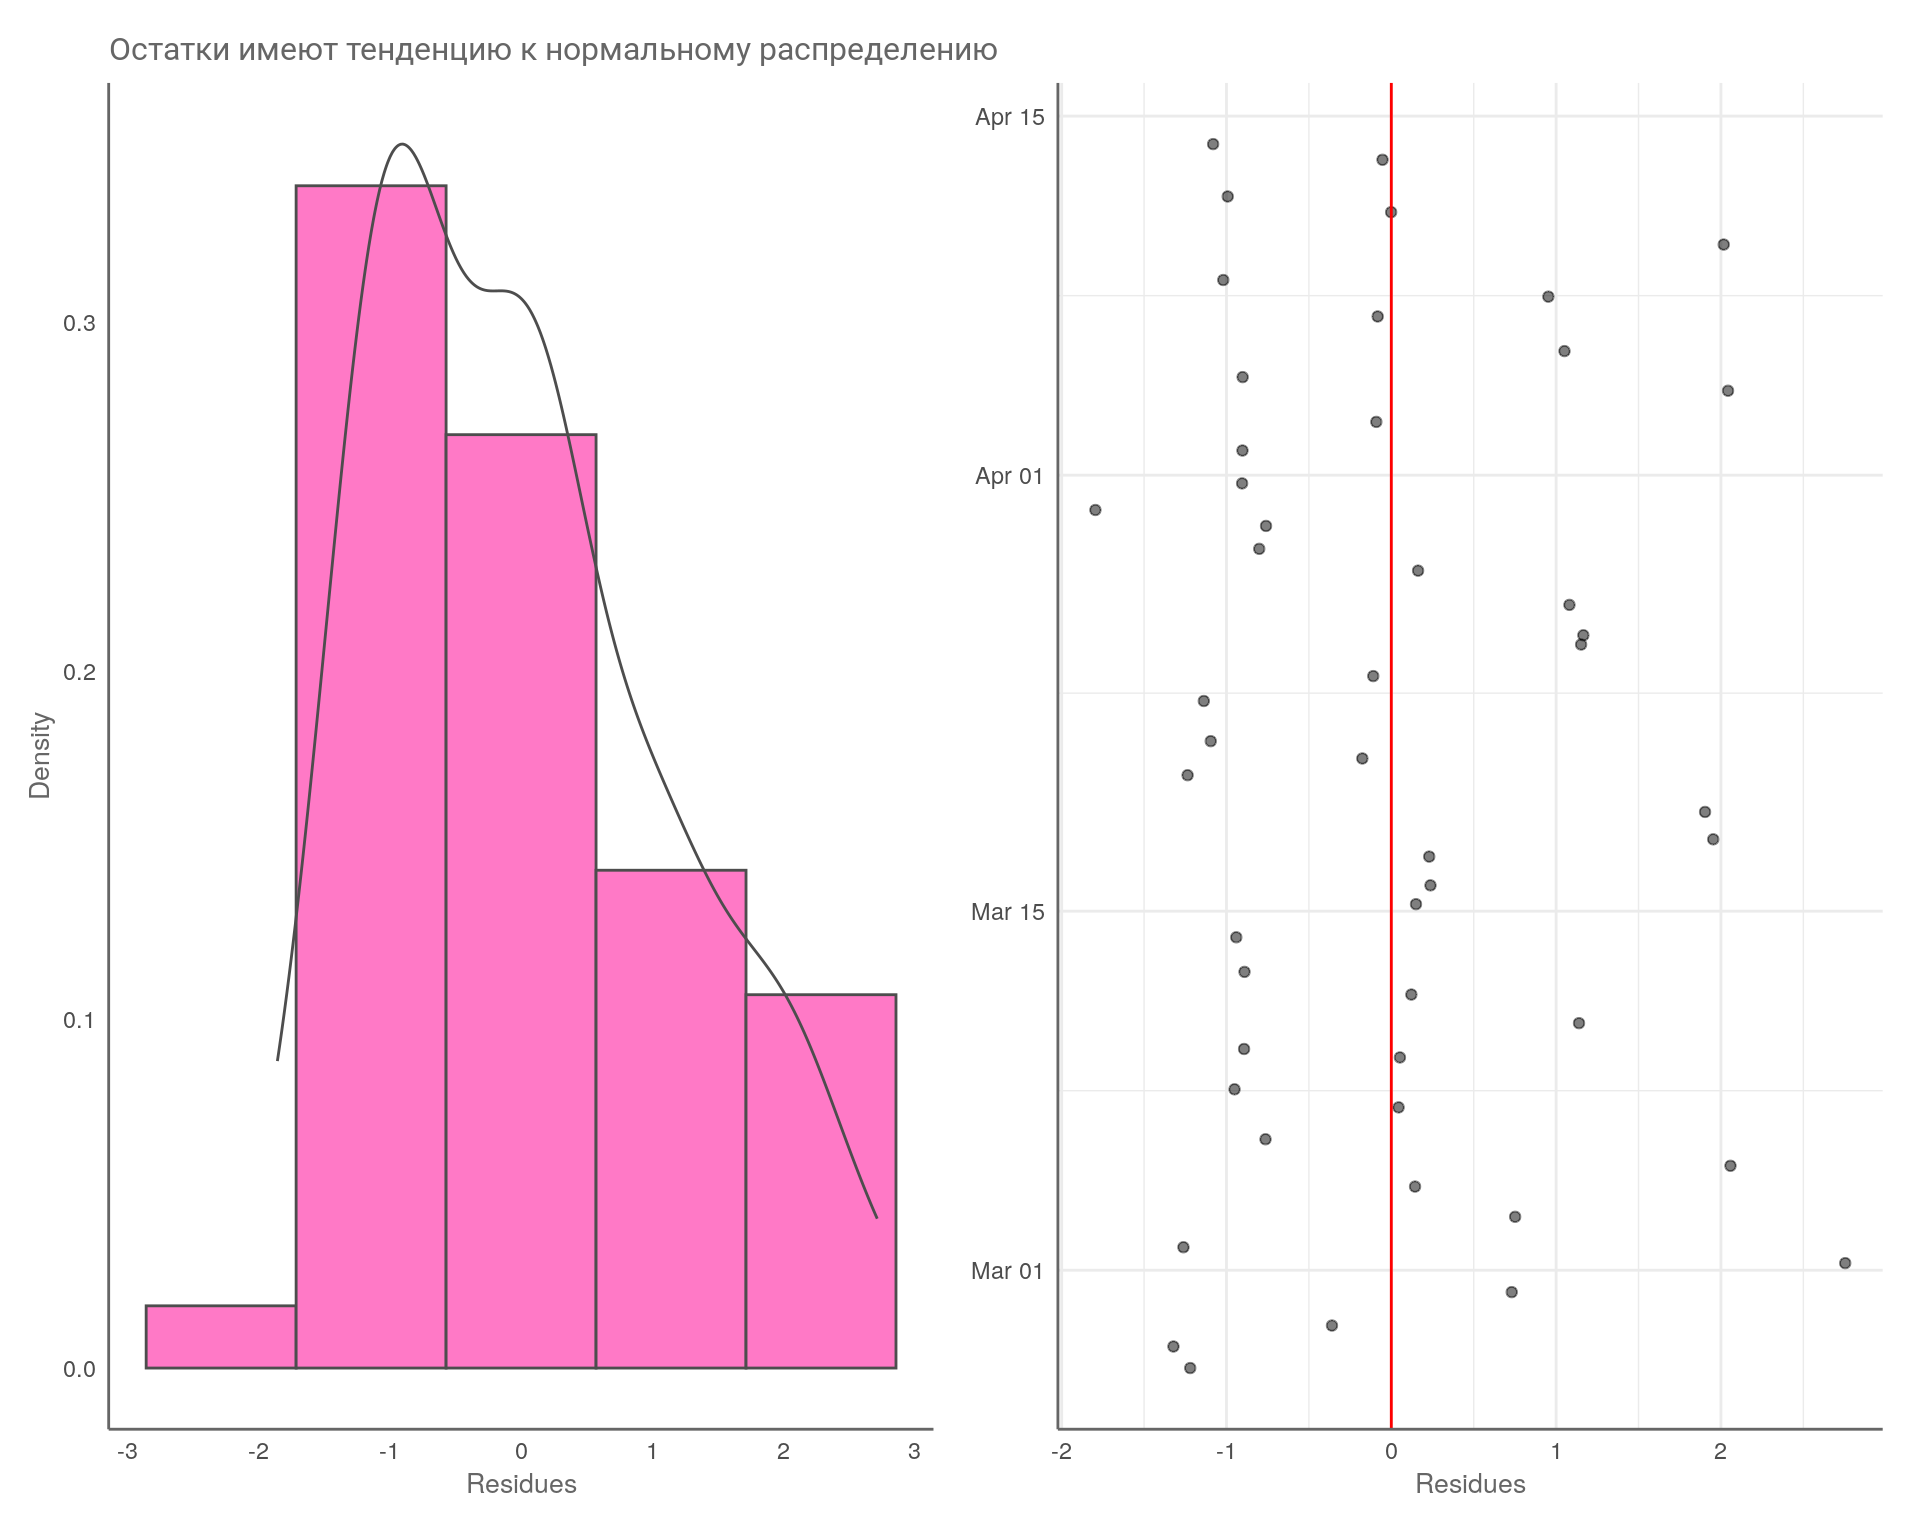 Остатки имеют тенденцию к нормальному распределению
Density
0.3
0.2
0.1
0.0
-3 -2 -1 0 1 2 3
Residues
Apr 15
Apr 01
Mar 15
Mar 01
-2 -1 0 1 2
Residues